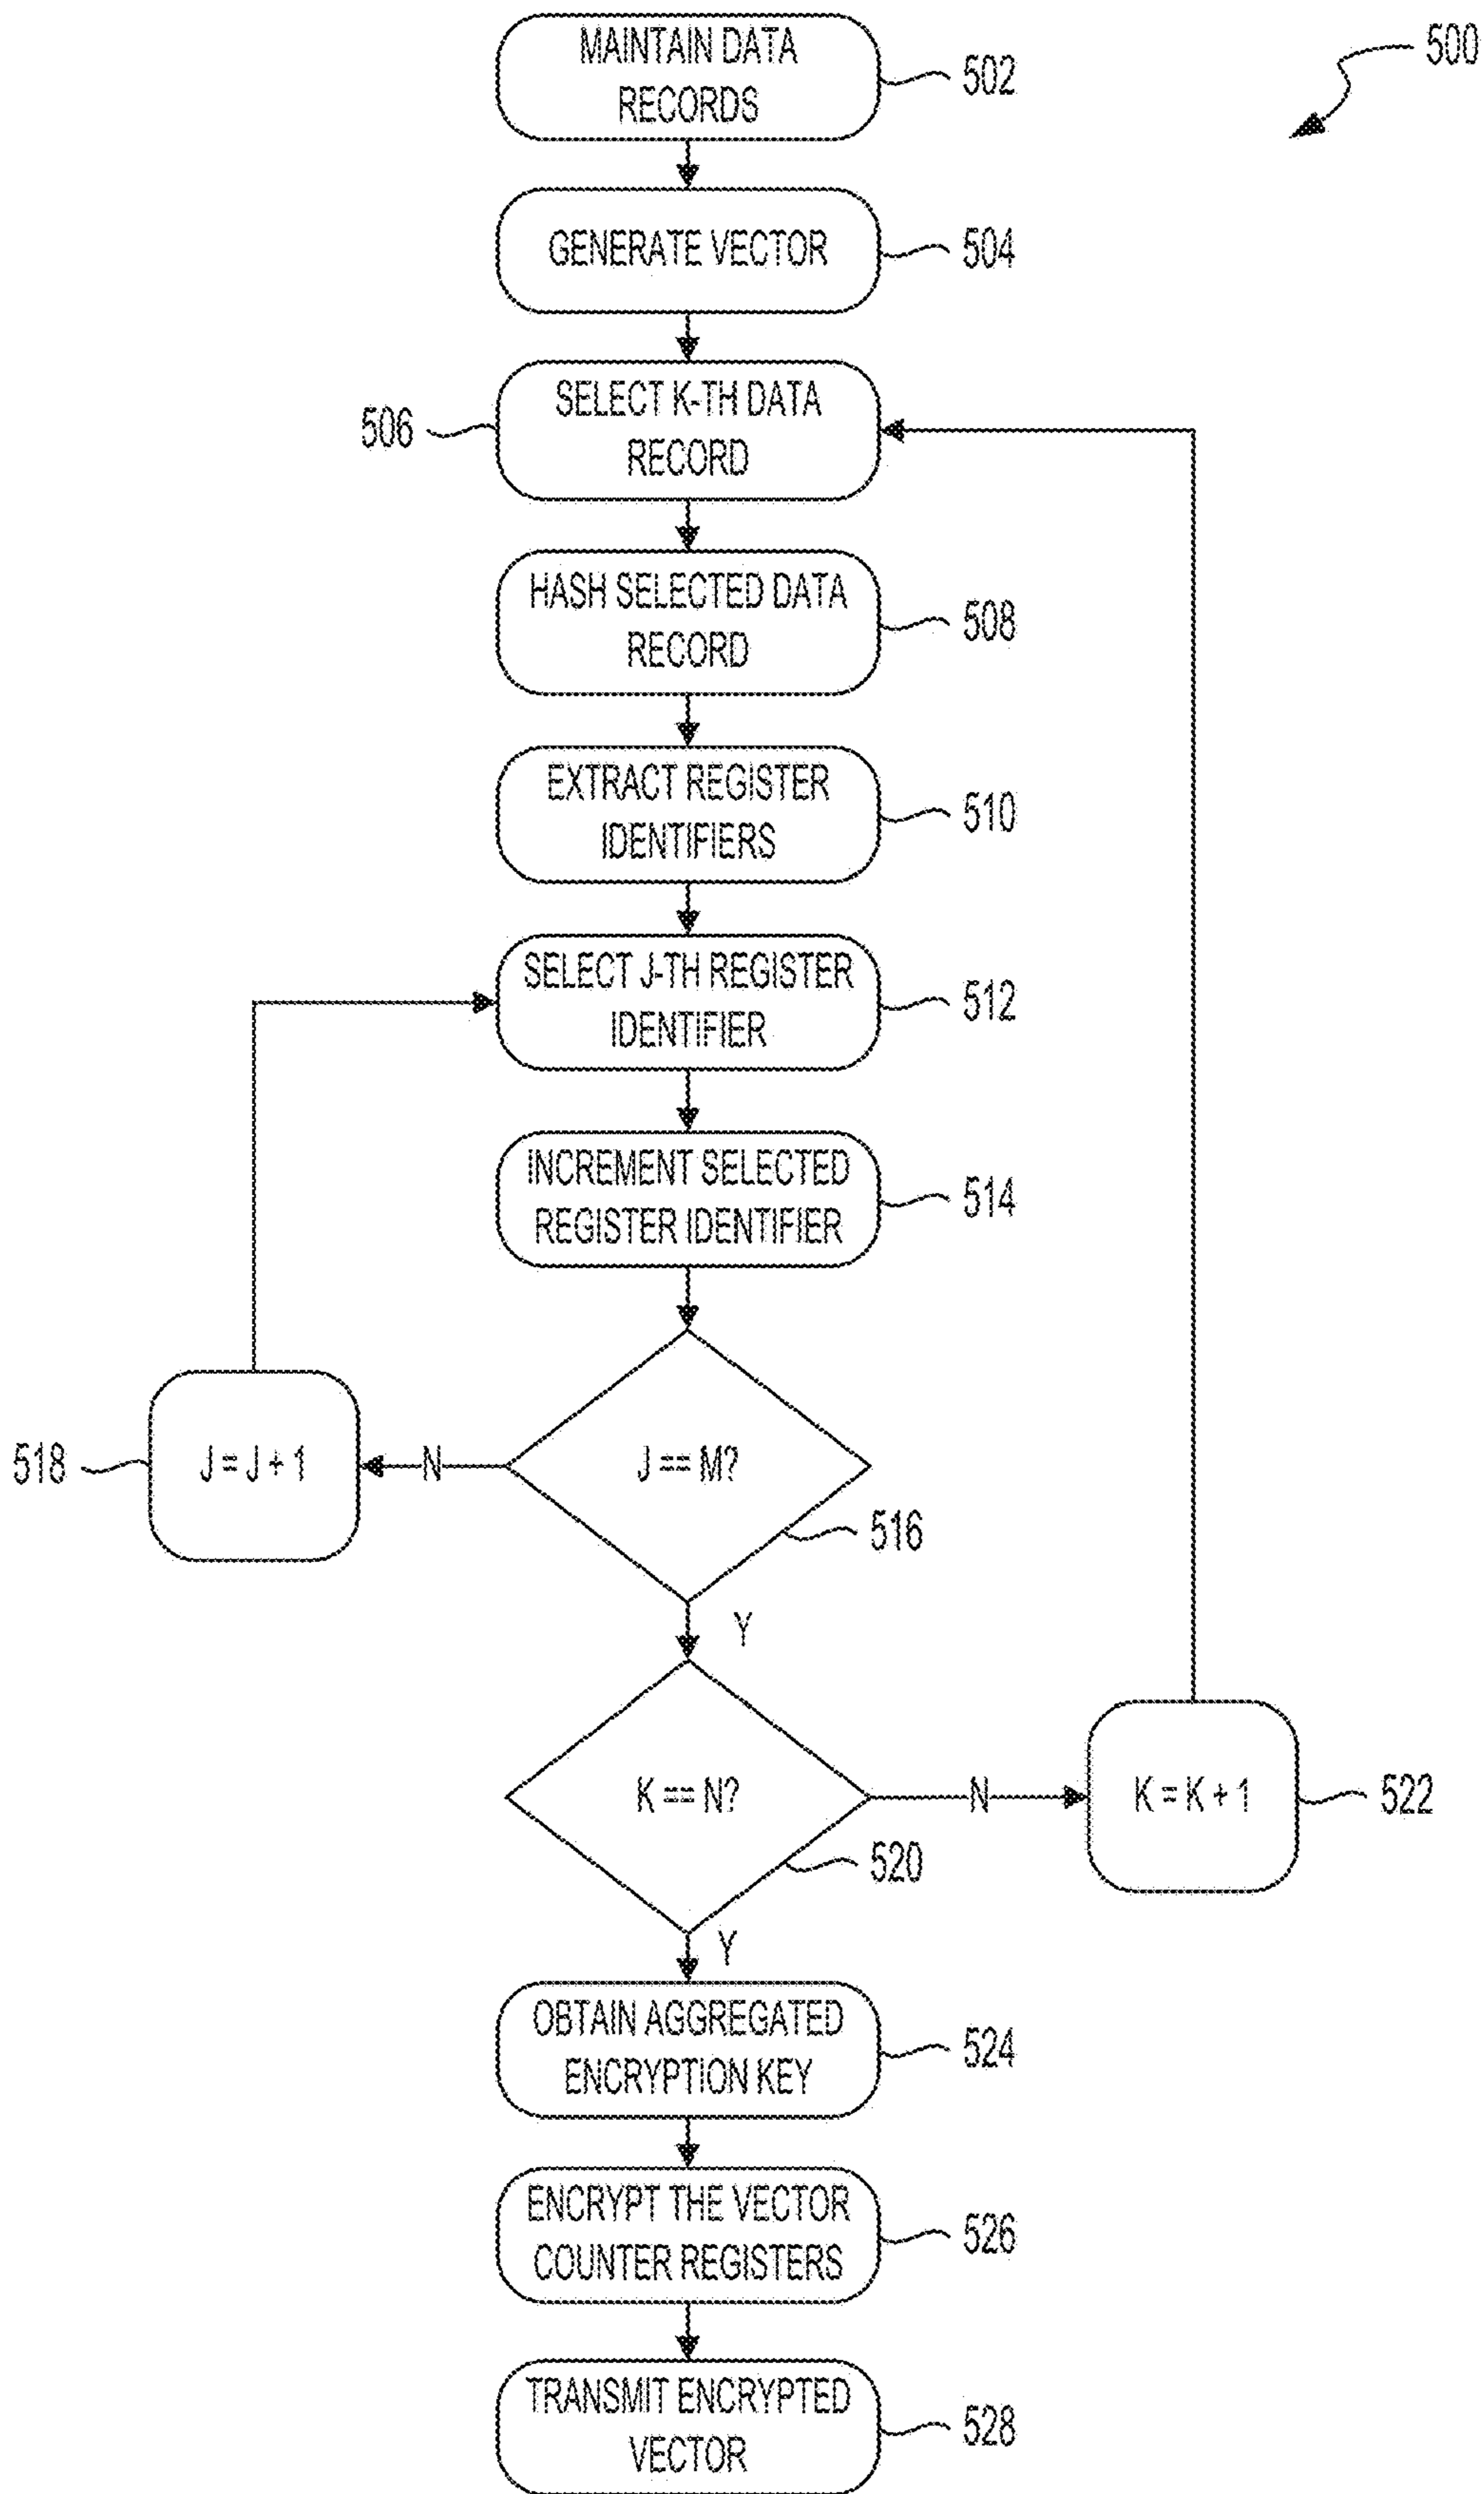 500
MAINTAIN DATA
RECORDS
502
GENERATE VECTOR
504
SELECT K-TH DATA
RECORD
506
HASH SELECTED DATA
RECORD
508
EXTRACT REGISTER
IDENTIFIERS
510
SELECT J-TH REGISTER
IDENTIFIER
512
INCREMENT SELECTED
REGISTER IDENTIFIER
514
J == M?
516
N
J = J + 1
518
Y
K == N?
520
N
K = K + 1
522
Y
OBTAIN AGGREGATED
ENCRYPTION KEY
524
ENCRYPT THE VECTOR
COUNTER REGISTERS
526
TRANSMIT ENCRYPTED
VECTOR
528